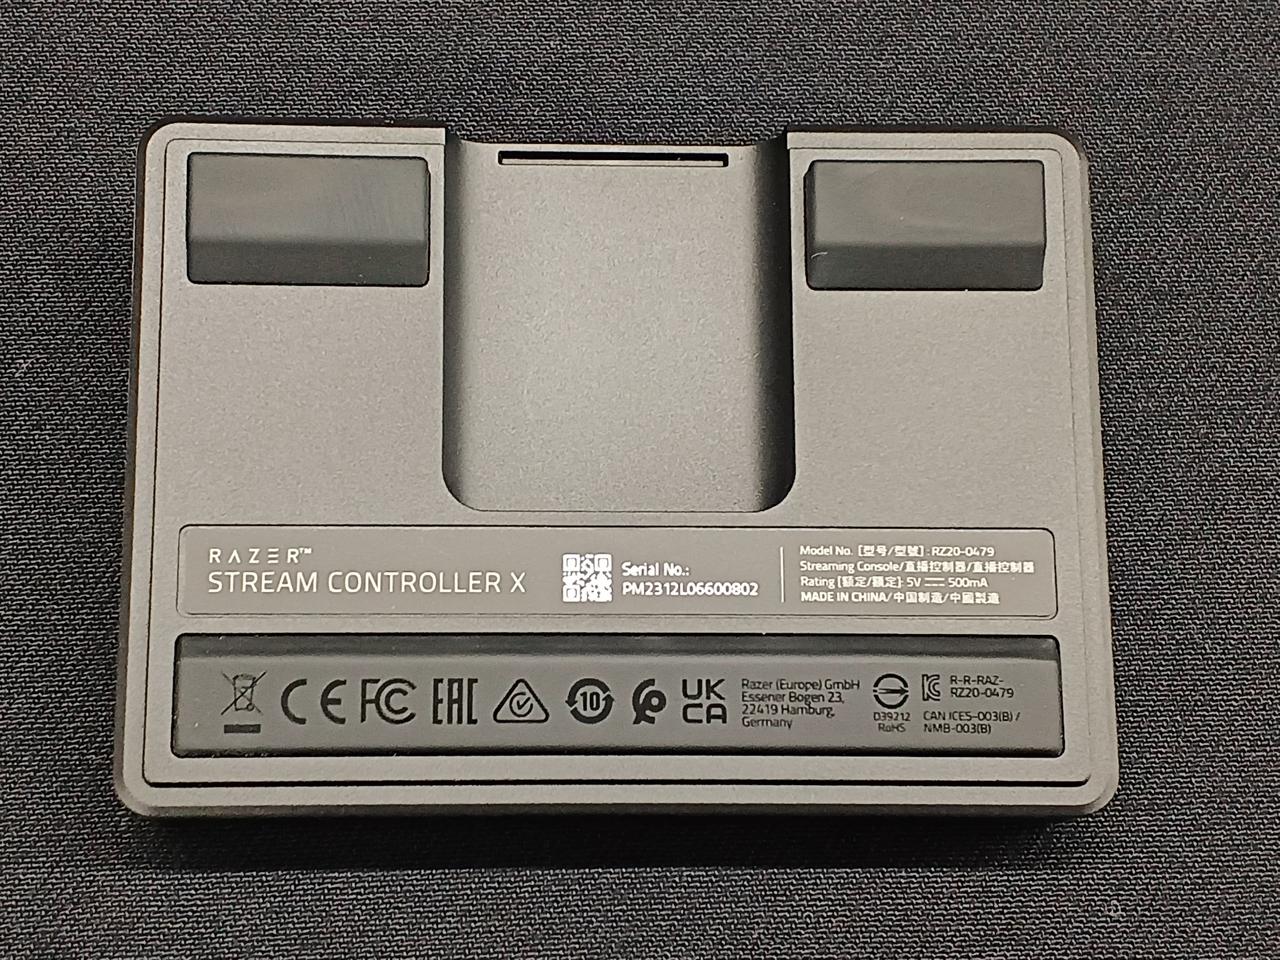 RAZER™
STREAM CONTROLLER X
Serial No.:
PM2312L06600802
Model No. [型号/型號] : RZ20-0479
Streaming Console/直播控制器/直播控制器
Rating [额定/額定]: 5V ⎓ 500mA
MADE IN CHINA/中国制造/中國製造
CE FC EAC
10
UK
CA
Razer (Europe) GmbH
Essener Bogen 23,
22419 Hamburg,
Germany
D39212
RoHS
R-R-RAZ-
RZ20-0479
CAN ICES-003(B) /
NMB-003(B)